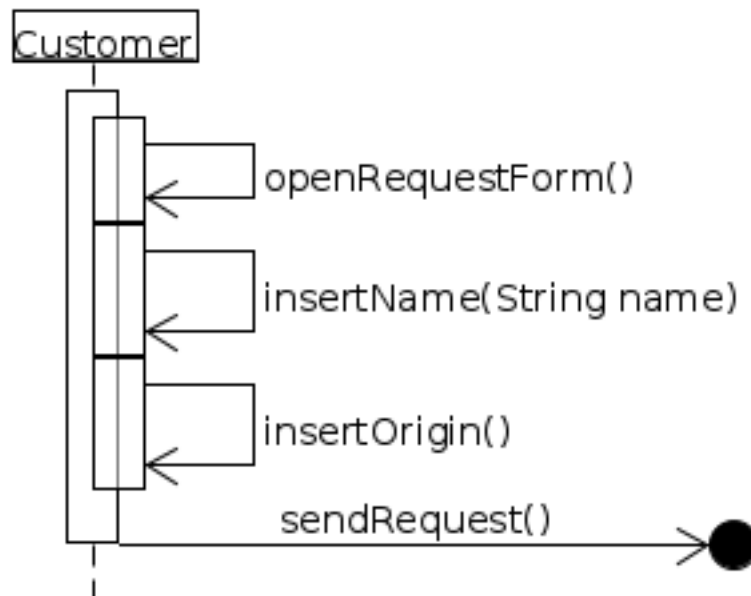 Customer
openRequestForm()
insertName(String name)
insertOrigin()
sendRequest()